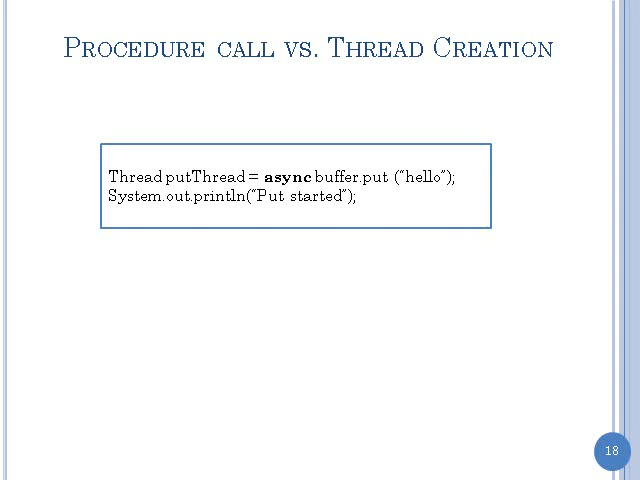 PROCEDURE CALL VS. THREAD CREATION
Thread putThread = async buffer.put (“hello”);
System.out.println(“Put started”);
18